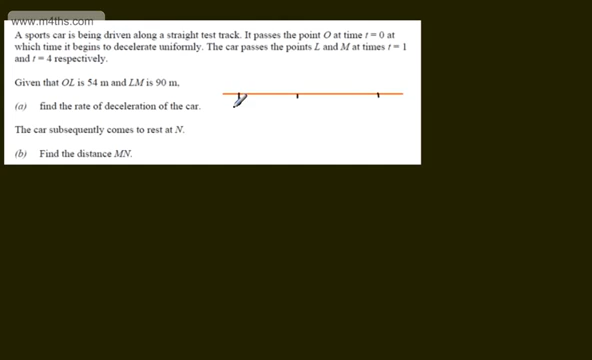 www.m4ths.com
A sports car is being driven along a straight test track. It passes the point O at time t = 0 at
which time it begins to decelerate uniformly. The car passes the points L and M at times t = 1
and t = 4 respectively.
Given that OL is 54 m and LM is 90 m,
(a) find the rate of deceleration of the car.
The car subsequently comes to rest at N.
(b) Find the distance MN.